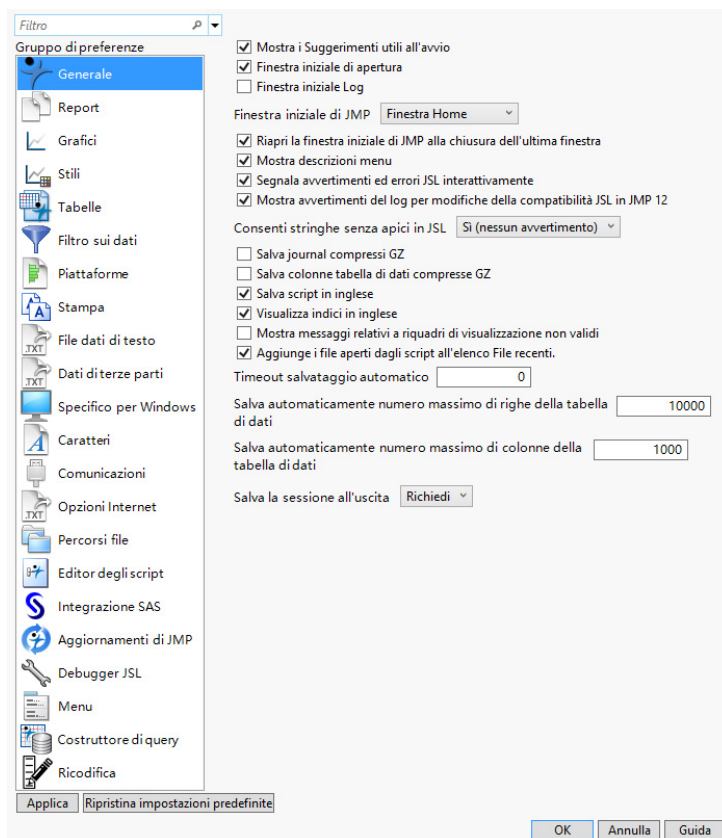 Filtro
Gruppo di preferenze
Generale
Report
Grafici
Stili
Tabelle
Filtro sui dati
Piattaforme
Stampa
File dati di testo
Dati di terze parti
Specifico per Windows
Caratteri
Comunicazioni
Opzioni Internet
Percorsi file
Editor degli script
Integrazione SAS
Aggiornamenti di JMP
Debugger JSL
Menu
Costruttore di query
Ricodifica
Applica Ripristina impostazioni predefinite
Mostra i Suggerimenti utili all'avvio
Finestra iniziale di apertura
Finestra iniziale Log
Finestra iniziale di JMP Finestra Home
Riapri la finestra iniziale di JMP alla chiusura dell'ultima finestra
Mostra descrizioni menu
Segnala avvertimenti ed errori JSL interattivamente
Mostra avvertimenti del log per modifiche della compatibilità JSL in JMP 12
Consenti stringhe senza apici in JSL Sì (nessun avvertimento)
Salva journal compressi GZ
Salva colonne tabella di dati compresse GZ
Salva script in inglese
Visualizza indici in inglese
Mostra messaggi relativi a riquadri di visualizzazione non validi
Aggiunge i file aperti dagli script all'elenco File recenti.
Timeout salvataggio automatico 0
Salva automaticamente numero massimo di righe della tabella 10000
di dati
Salva automaticamente numero massimo di colonne della 1000
tabella di dati
Salva la sessione all'uscita Richiedi
OK Annulla Guida